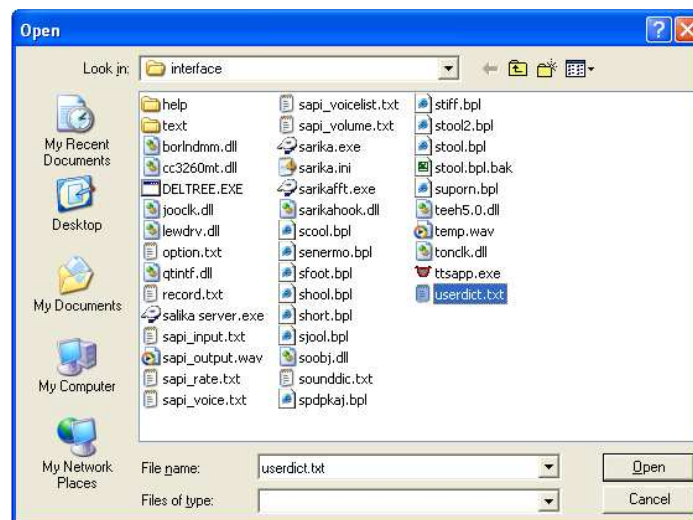 Open
Look in:
interface
My Recent Documents
Desktop
My Documents
My Computer
My Network Places
help
text
borlndmm.dll
cc3260mt.dll
DELTREE.EXE
jooclk.dll
lewdrv.dll
option.txt
qtintf.dll
record.txt
salika server.exe
sapi_input.txt
sapi_output.wav
sapi_rate.txt
sapi_voice.txt
sapi_voicelist.txt
sapi_volume.txt
sarika.exe
sarika.ini
sarikafft.exe
sarikahook.dll
scool.bpl
senermo.bpl
sfoot.bpl
shool.bpl
short.bpl
sjool.bpl
soobj.dll
sounddic.txt
spdpkaj.bpl
stiff.bpl
stool2.bpl
stool.bpl
stool.bpl.bak
suporn.bpl
teeh5.0.dll
temp.wav
tonclk.dll
ttsapp.exe
userdict.txt
File name:
userdict.txt
Open
Files of type:
Cancel